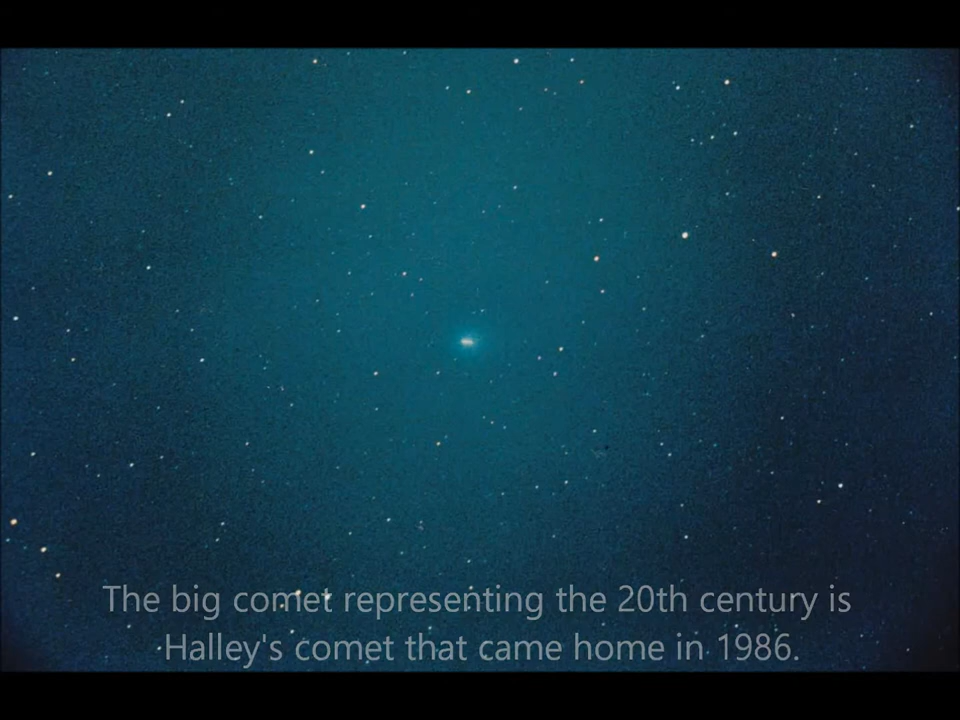 The big comet representing the 20th century is
Halley's comet that came home in 1986.